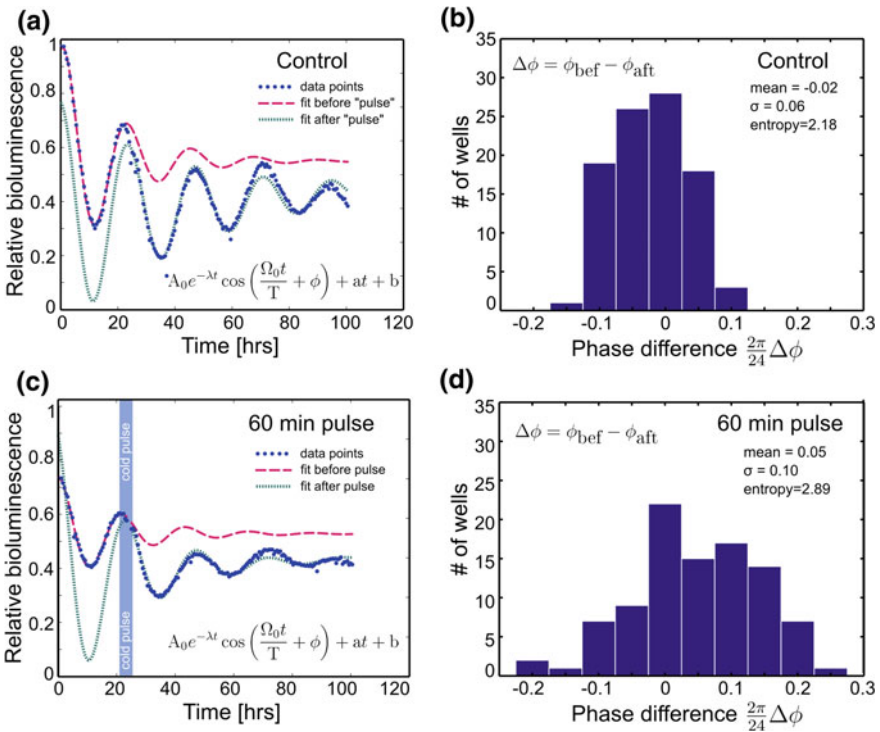 (a)
Relative bioluminescence
1
0.8
0.6
0.4
0.2
0
Control
data points
fit before "pulse"
fit after "pulse"
A₀e^{-λt} cos(Ω₀t/T + φ) + at + b
0 20 40 60 80 100 120
Time [hrs]
(b)
# of wells
35
30
25
20
15
10
5
0
Δφ = φ_bef − φ_aft
Control
mean = -0.02
σ = 0.06
entropy=2.18
-0.2 -0.1 0 0.1 0.2 0.3
Phase difference 2π/24 Δφ
(c)
Relative bioluminescence
1
0.8
0.6
0.4
0.2
0
cold pulse
cold pulse
60 min pulse
data points
fit before pulse
fit after pulse
A₀e^{-λt} cos(Ω₀t/T + φ) + at + b
0 20 40 60 80 100 120
Time [hrs]
(d)
# of wells
35
30
25
20
15
10
5
0
Δφ = φ_bef − φ_aft
60 min pulse
mean = 0.05
σ = 0.10
entropy=2.89
-0.2 -0.1 0 0.1 0.2 0.3
Phase difference 2π/24 Δφ